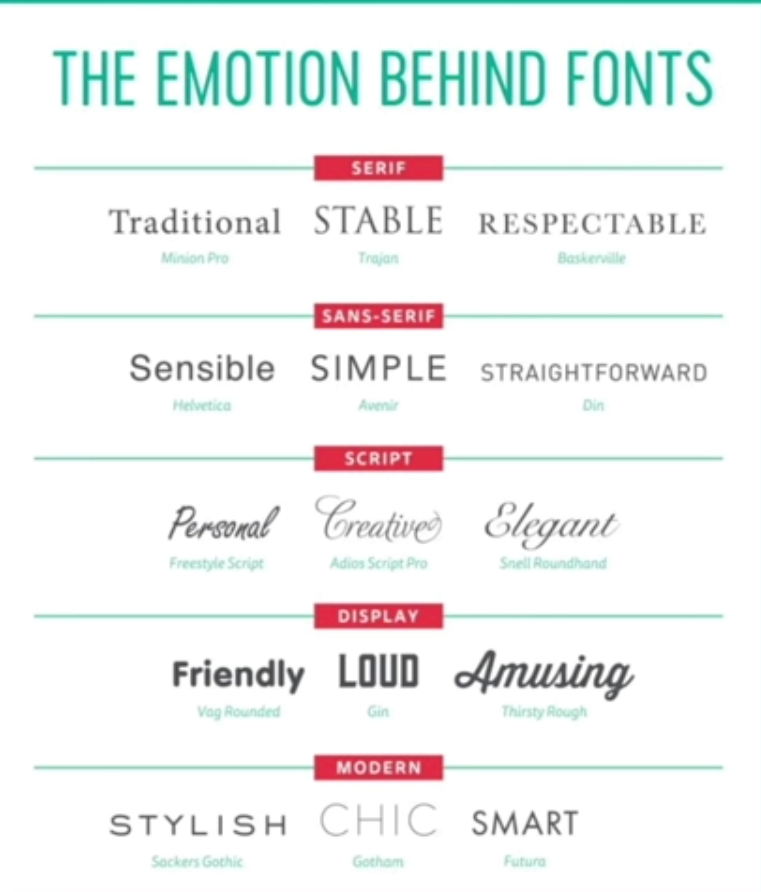 THE EMOTION BEHIND FONTS
SERIF
Traditional STABLE RESPECTABLE
Minion Pro Trajan Baskerville
SANS-SERIF
Sensible SIMPLE STRAIGHTFORWARD
Helvetica Avenir Din
SCRIPT
Personal Creative Elegant
Freestyle Script Adios Script Pro Snell Roundhand
DISPLAY
Friendly LOUD Amusing
Vag Rounded Gin Thirsty Rough
MODERN
STYLISH CHIC SMART
Sackers Gothic Gotham Futura